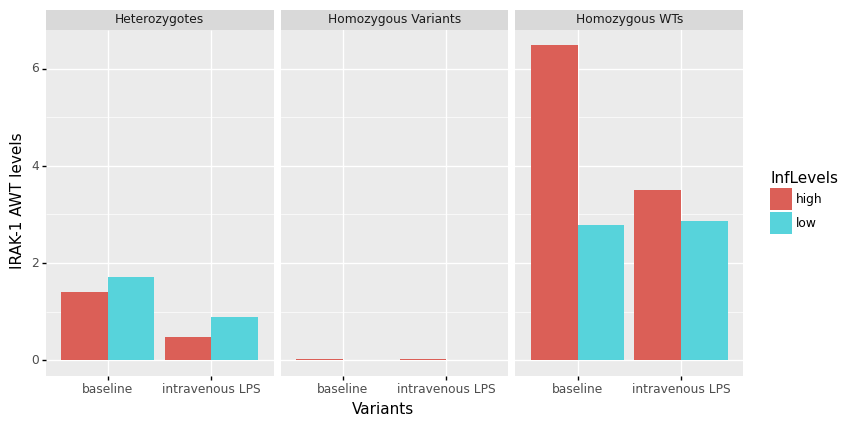 Heterozygotes Homozygous Variants Homozygous WTs
6
4
2
0
IRAK-1 AWT levels
baseline intravenous LPS baseline intravenous LPS baseline intravenous LPS
Variants
InfLevels
high
low